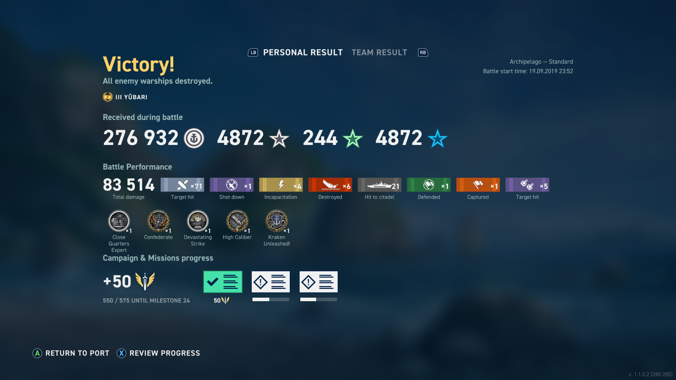 LB PERSONAL RESULT TEAM RESULT RB
Victory!
All enemy warships destroyed.
III YŪBARI
Archipelago — Standard
Battle start time: 19.09.2019 23:52
Received during battle
276 932 4872 244 4872
Battle Performance
83 514 ×71 ×1 ×4 ×6 ×21 ×1 ×1 ×5
Total damage Target hit Shot down Incapacitation Destroyed Hit to citadel Defended Captured Target hit
×1 ×1 ×1 ×1 ×1
Close Quarters Expert Confederate Devastating Strike High Caliber Kraken Unleashed!
Campaign & Missions progress
+50
550 / 575 UNTIL MILESTONE 24 50
A RETURN TO PORT X REVIEW PROGRESS